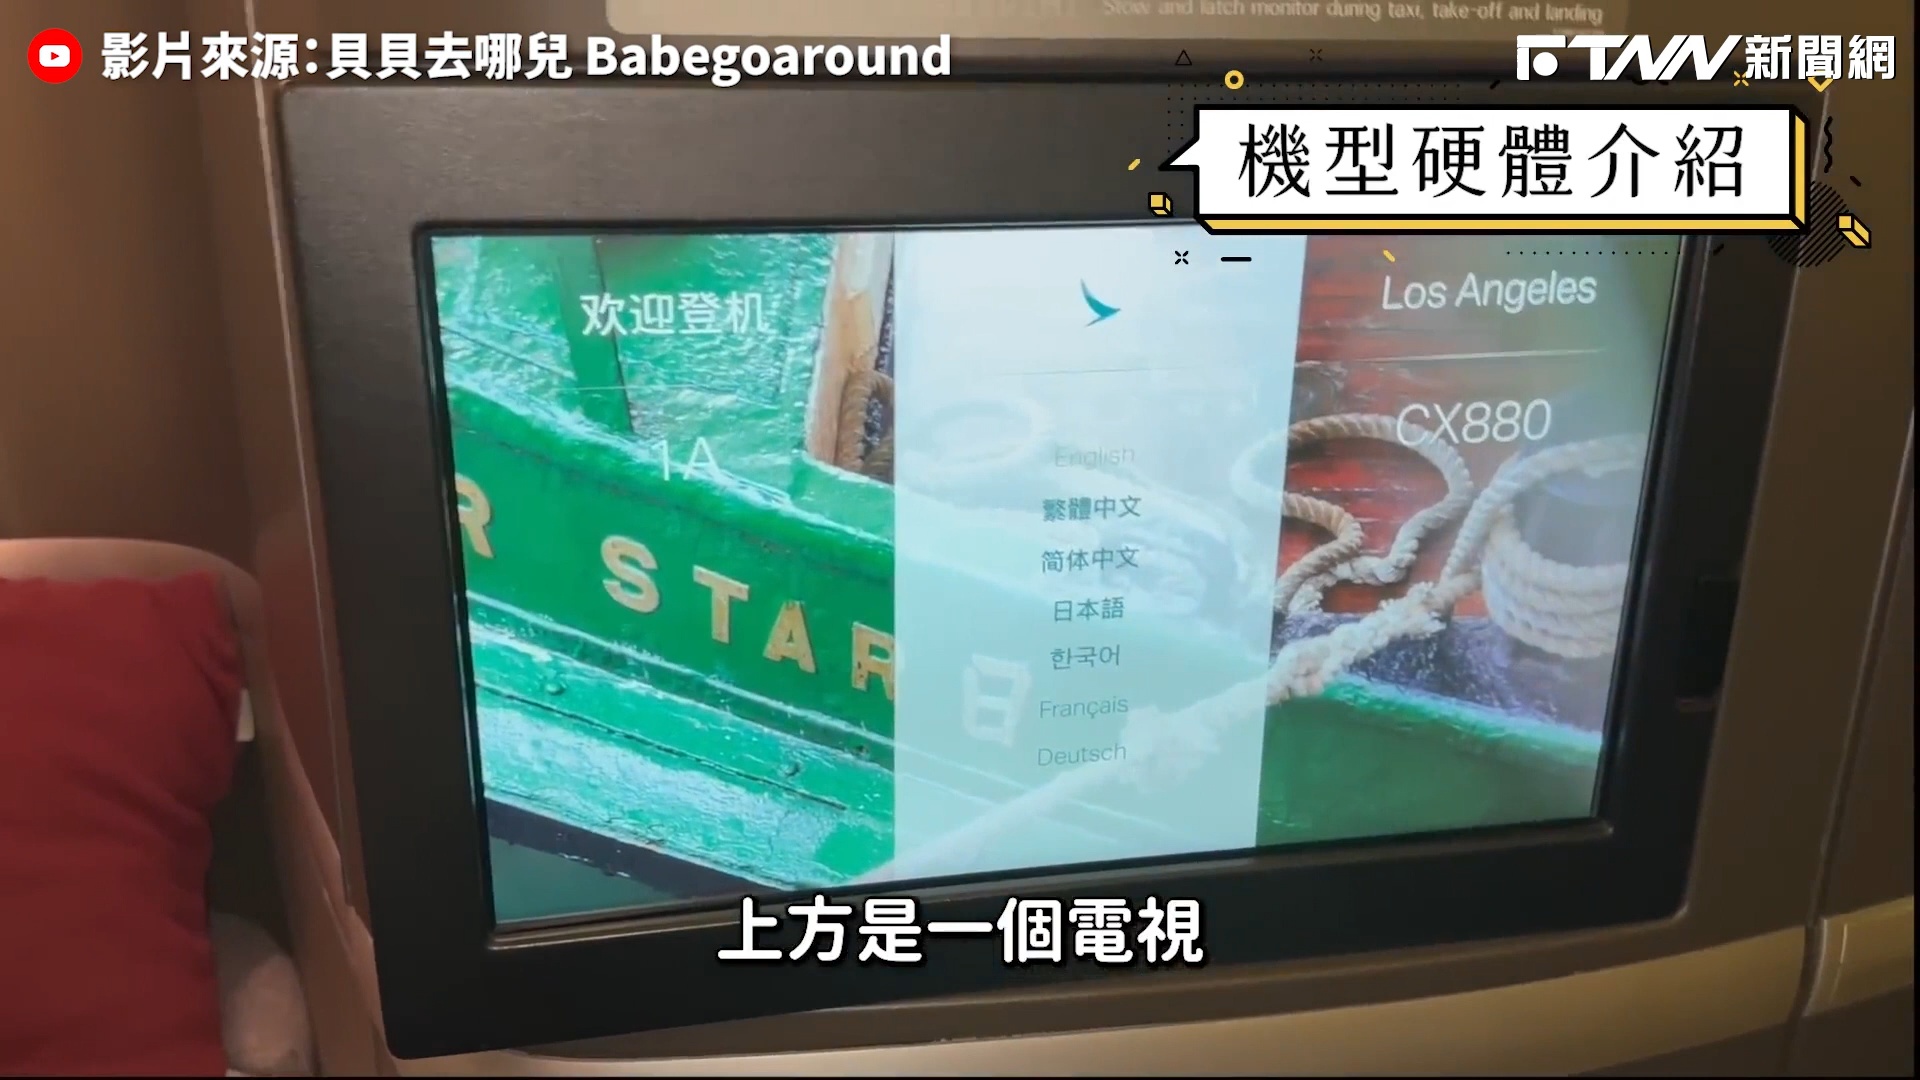 Stow and latch monitor during taxi, take-off and landing
影片來源：貝貝去哪兒 Babegoaround
FTNN新聞網
機型硬體介紹
欢迎登机
Los Angeles
1A
CX880
English
繁體中文
简体中文
日本語
한국어
Français
Deutsch
R STAR
日
上方是一個電視